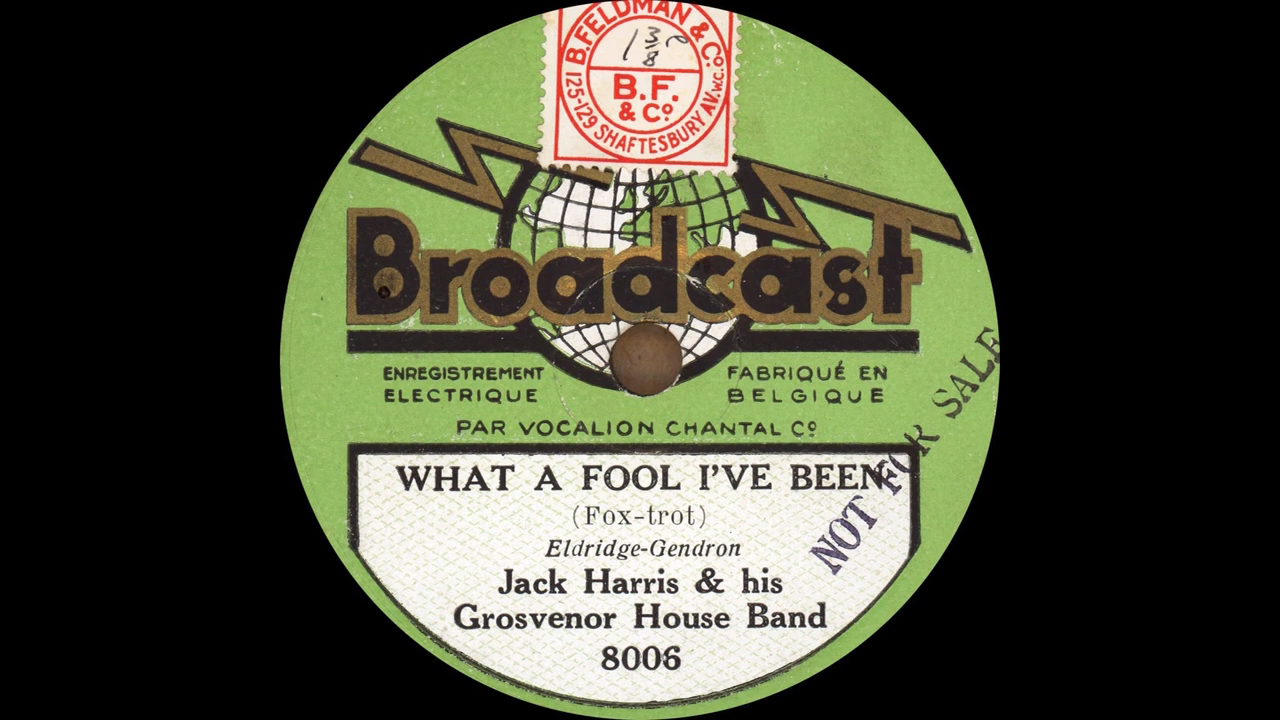 B. FELDMAN & Co.
B.F.
& Co.
125-129 SHAFTESBURY AV. W.C.
Broadcast
ENREGISTREMENT
ELECTRIQUE
FABRIQUÉ EN
BELGIQUE
PAR VOCALION CHANTAL Co
WHAT A FOOL I'VE BEEN
(Fox-trot)
Eldridge-Gendron
Jack Harris & his
Grosvenor House Band
8006
NOT FOR SALE